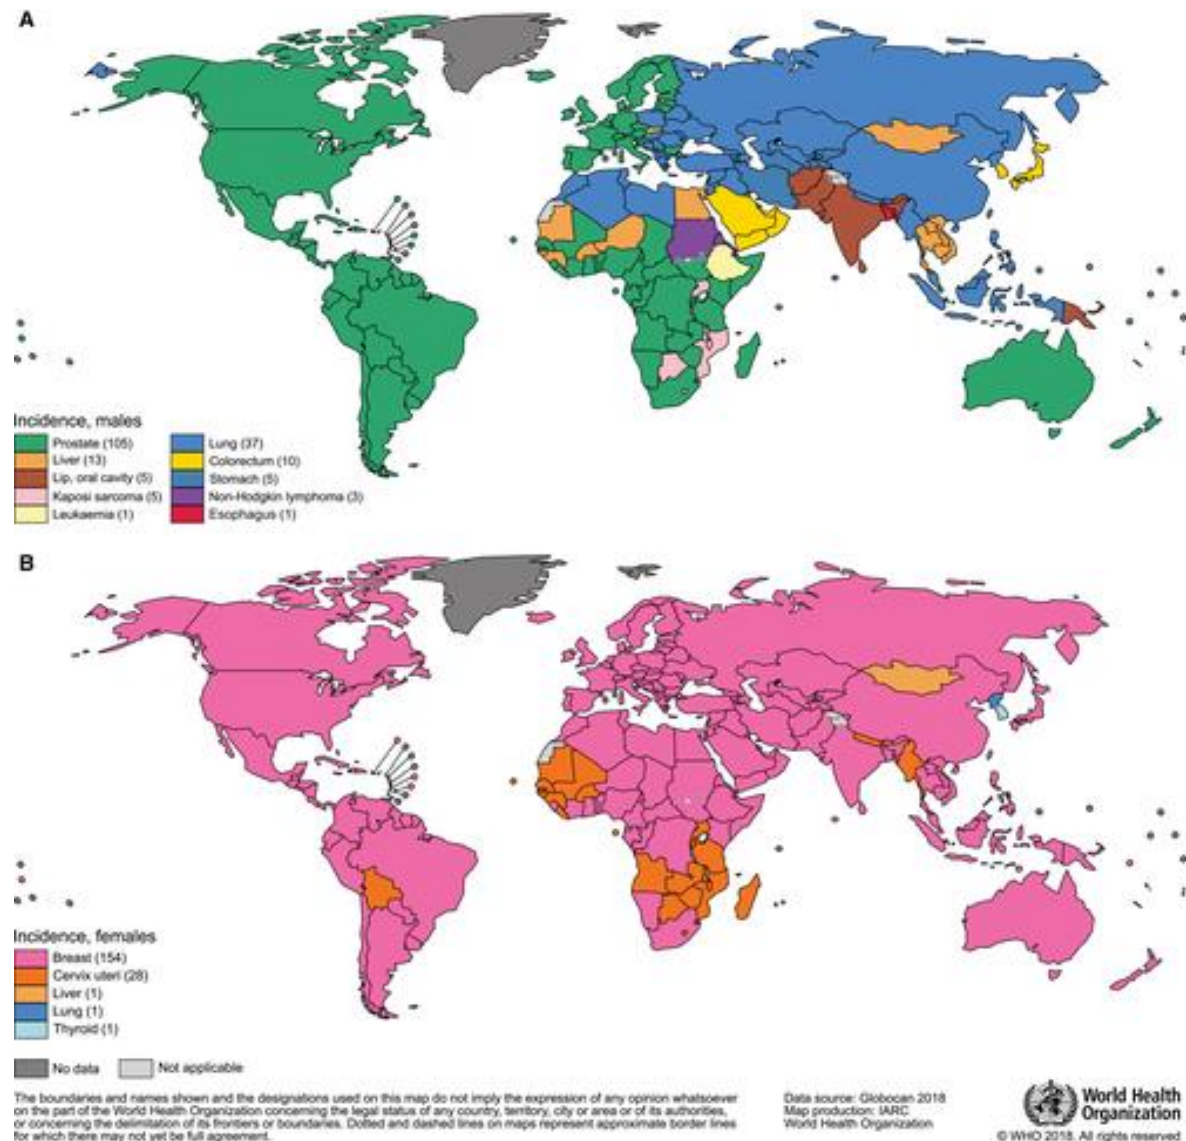 A
Incidence, males
Prostate (105)
Liver (13)
Lip, oral cavity (5)
Kaposi sarcoma (5)
Leukaemia (1)
Lung (37)
Colorectum (10)
Stomach (5)
Non-Hodgkin lymphoma (3)
Esophagus (1)
B
Incidence, females
Breast (154)
Cervix uteri (28)
Liver (1)
Lung (1)
Thyroid (1)
No data
Not applicable
The boundaries and names shown and the designations used on this map do not imply the expression of any opinion whatsoever
on the part of the World Health Organization concerning the legal status of any country, territory, city or area or of its authorities,
or concerning the delimitation of its frontiers or boundaries. Dotted and dashed lines on maps represent approximate border lines
for which there may not yet be full agreement.
Data source: Globocan 2018
Map production: IARC
World Health Organization
World Health
Organization
© WHO 2018. All rights reserved